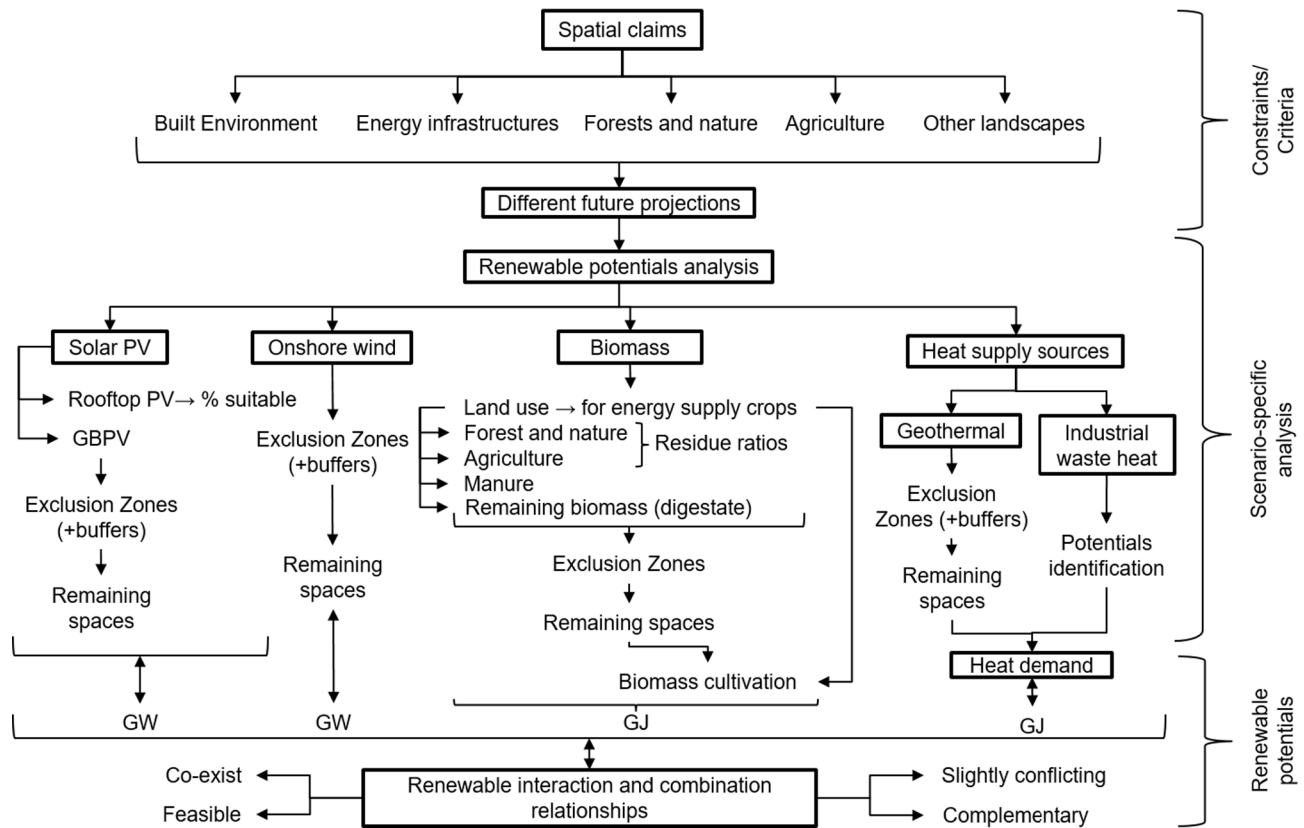 Spatial claims
Built Environment
Energy infrastructures
Forests and nature
Agriculture
Other landscapes
Constraints/
Criteria
Different future projections
Renewable potentials analysis
Solar PV
Onshore wind
Biomass
Heat supply sources
Rooftop PV→ % suitable
GBPV
Exclusion Zones
(+buffers)
Remaining
spaces
Exclusion Zones
(+buffers)
Remaining
spaces
Land use → for energy supply crops
Forest and nature
Agriculture
Residue ratios
Manure
Remaining biomass (digestate)
Exclusion Zones
Remaining spaces
Biomass cultivation
Geothermal
Industrial
waste heat
Exclusion
Zones (+buffers)
Remaining
spaces
Potentials
identification
Heat demand
Scenario-specific
analysis
GW
GW
GJ
GJ
Renewable interaction and combination
relationships
Co-exist
Feasible
Slightly conflicting
Complementary
Renewable
potentials